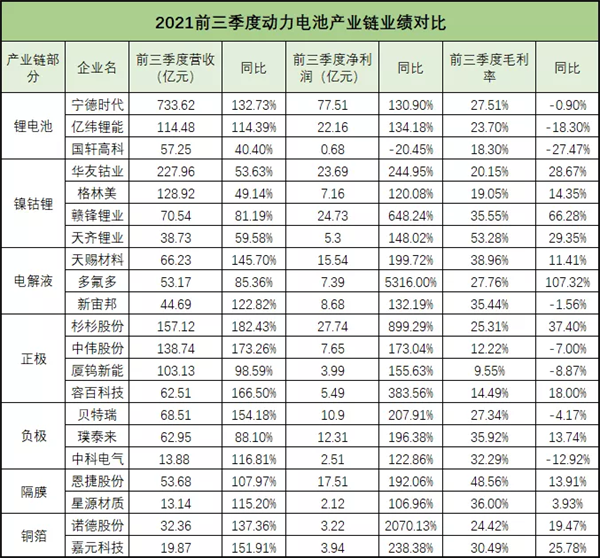 2021前三季度动力电池产业链业绩对比
产业链部分 企业名 前三季度营收（亿元） 同比 前三季度净利润（亿元） 同比 前三季度毛利率 同比
锂电池 宁德时代 733.62 132.73% 77.51 130.90% 27.51% -0.90%
亿纬锂能 114.48 114.39% 22.16 134.18% 23.70% -18.30%
国轩高科 57.25 40.40% 0.68 -20.45% 18.30% -27.47%
镍钴锂 华友钴业 227.96 53.63% 23.69 244.95% 20.15% 28.67%
格林美 128.92 49.14% 7.16 120.08% 19.05% 14.35%
赣锋锂业 70.54 81.19% 24.73 648.24% 35.55% 66.28%
天齐锂业 38.73 59.58% 5.3 148.02% 53.28% 29.35%
电解液 天赐材料 66.23 145.70% 15.54 199.72% 38.96% 11.41%
多氟多 53.17 85.36% 7.39 5316.00% 27.76% 107.32%
新宙邦 44.69 122.82% 8.68 132.19% 35.44% -1.56%
正极 杉杉股份 157.12 182.43% 27.74 899.29% 25.31% 37.40%
中伟股份 138.74 173.26% 7.65 173.04% 12.22% -7.00%
厦钨新能 103.13 98.59% 3.99 155.63% 9.55% -8.87%
容百科技 62.51 166.50% 5.49 383.56% 14.49% 18.00%
负极 贝特瑞 68.51 154.18% 10.9 207.91% 27.34% -4.17%
璞泰来 62.95 88.10% 12.31 196.38% 35.92% 13.74%
中科电气 13.88 116.81% 2.51 122.86% 32.29% -12.92%
隔膜 恩捷股份 53.68 107.97% 17.51 192.06% 48.56% 13.91%
星源材质 13.14 115.20% 2.12 106.96% 36.00% 3.93%
铜箔 诺德股份 32.36 137.36% 3.22 2070.13% 24.42% 19.47%
嘉元科技 19.87 151.91% 3.94 238.38% 30.49% 25.78%